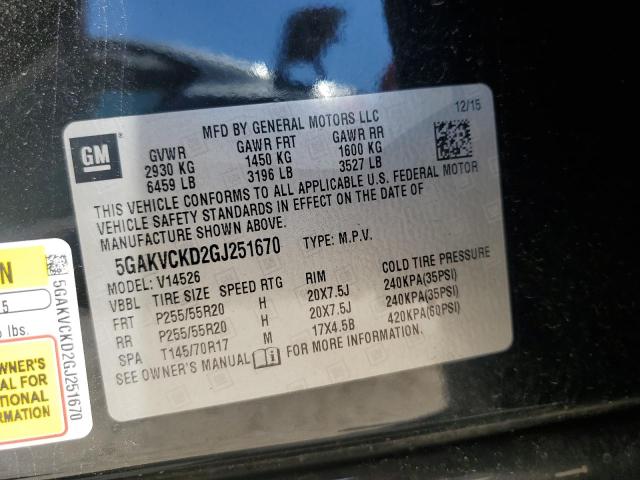 GM
MFD BY GENERAL MOTORS LLC
12/15
GVWR GAWR FRT GAWR RR
2930 KG 1450 KG 1600 KG
6459 LB 3196 LB 3527 LB
THIS VEHICLE CONFORMS TO ALL APPLICABLE U.S. FEDERAL MOTOR
VEHICLE SAFETY STANDARDS IN EFFECT ON THE DATE OF
MANUFACTURE SHOWN ABOVE.
5GAKVCKD2GJ251670 TYPE: M.P.V.
MODEL: V14526
VBBL TIRE SIZE SPEED RTG RIM COLD TIRE PRESSURE
FRT P255/55R20 H 20X7.5J 240KPA(35PSI)
RR P255/55R20 H 20X7.5J 240KPA(35PSI)
SPA T145/70R17 M 17X4.5B 420KPA(60PSI)
SEE OWNER'S MANUAL FOR MORE INFORMATION.
N
5
lbs.
OWNER'S
AL FOR
TIONAL
RMATION
5GAKVCKD2GJ251670